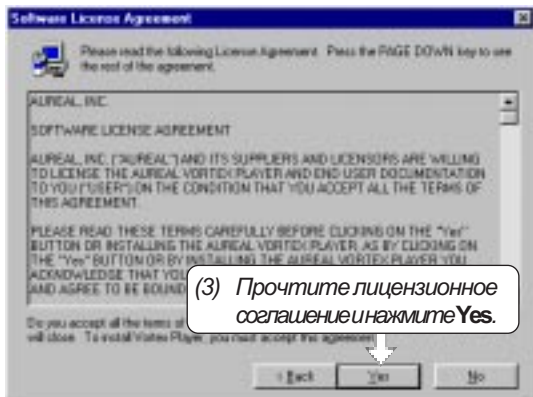 Software License Agreement
Please read the following License Agreement. Press the PAGE DOWN key to see
the rest of the agreement.
AUREAL, INC.
SOFTWARE LICENSE AGREEMENT
AUREAL, INC. ("AUREAL") AND ITS SUPPLIERS AND LICENSORS ARE WILLING
TO LICENSE THE AUREAL VORTEX PLAYER AND END USER DOCUMENTATION
TO YOU ("USER") ON THE CONDITION THAT YOU ACCEPT ALL THE TERMS OF
THIS AGREEMENT.
PLEASE READ THESE TERMS CAREFULLY BEFORE CLICKING ON THE "Yes"
BUTTON OR INSTALLING THE AUREAL VORTEX PLAYER. AS BY CLICKING ON
THE "Yes" BUTTON OR BY INSTALLING THE AUREAL VORTEX PLAYER YOU
ACKNOWLEDGE THAT YOU
AND AGREE TO BE BOUND
(3) Прочтите лицензионное
соглашение и нажмите Yes.
Do you accept all the terms of
will close. To install Vortex Player, you must accept this agreement.
< Back
Yes
No